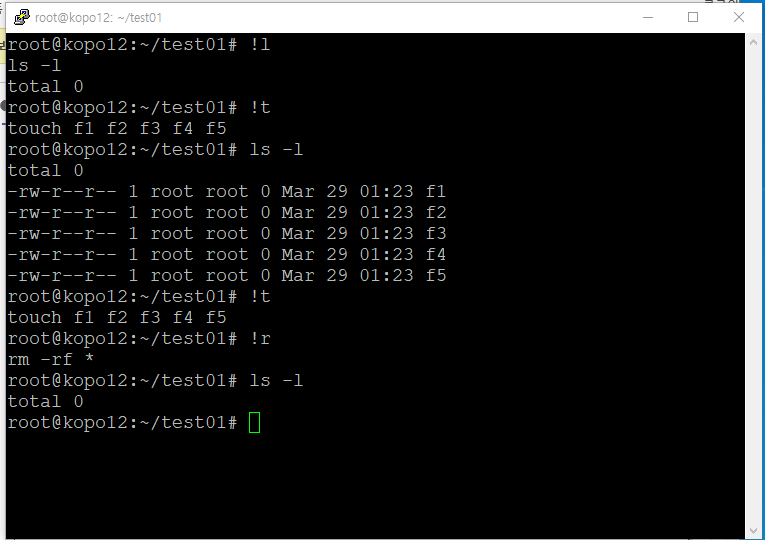 root@kopo12: ~/test01
root@kopo12:~/test01# !l
ls -l
total 0
root@kopo12:~/test01# !t
touch f1 f2 f3 f4 f5
root@kopo12:~/test01# ls -l
total 0
-rw-r--r-- 1 root root 0 Mar 29 01:23 f1
-rw-r--r-- 1 root root 0 Mar 29 01:23 f2
-rw-r--r-- 1 root root 0 Mar 29 01:23 f3
-rw-r--r-- 1 root root 0 Mar 29 01:23 f4
-rw-r--r-- 1 root root 0 Mar 29 01:23 f5
root@kopo12:~/test01# !t
touch f1 f2 f3 f4 f5
root@kopo12:~/test01# !r
rm -rf *
root@kopo12:~/test01# ls -l
total 0
root@kopo12:~/test01#